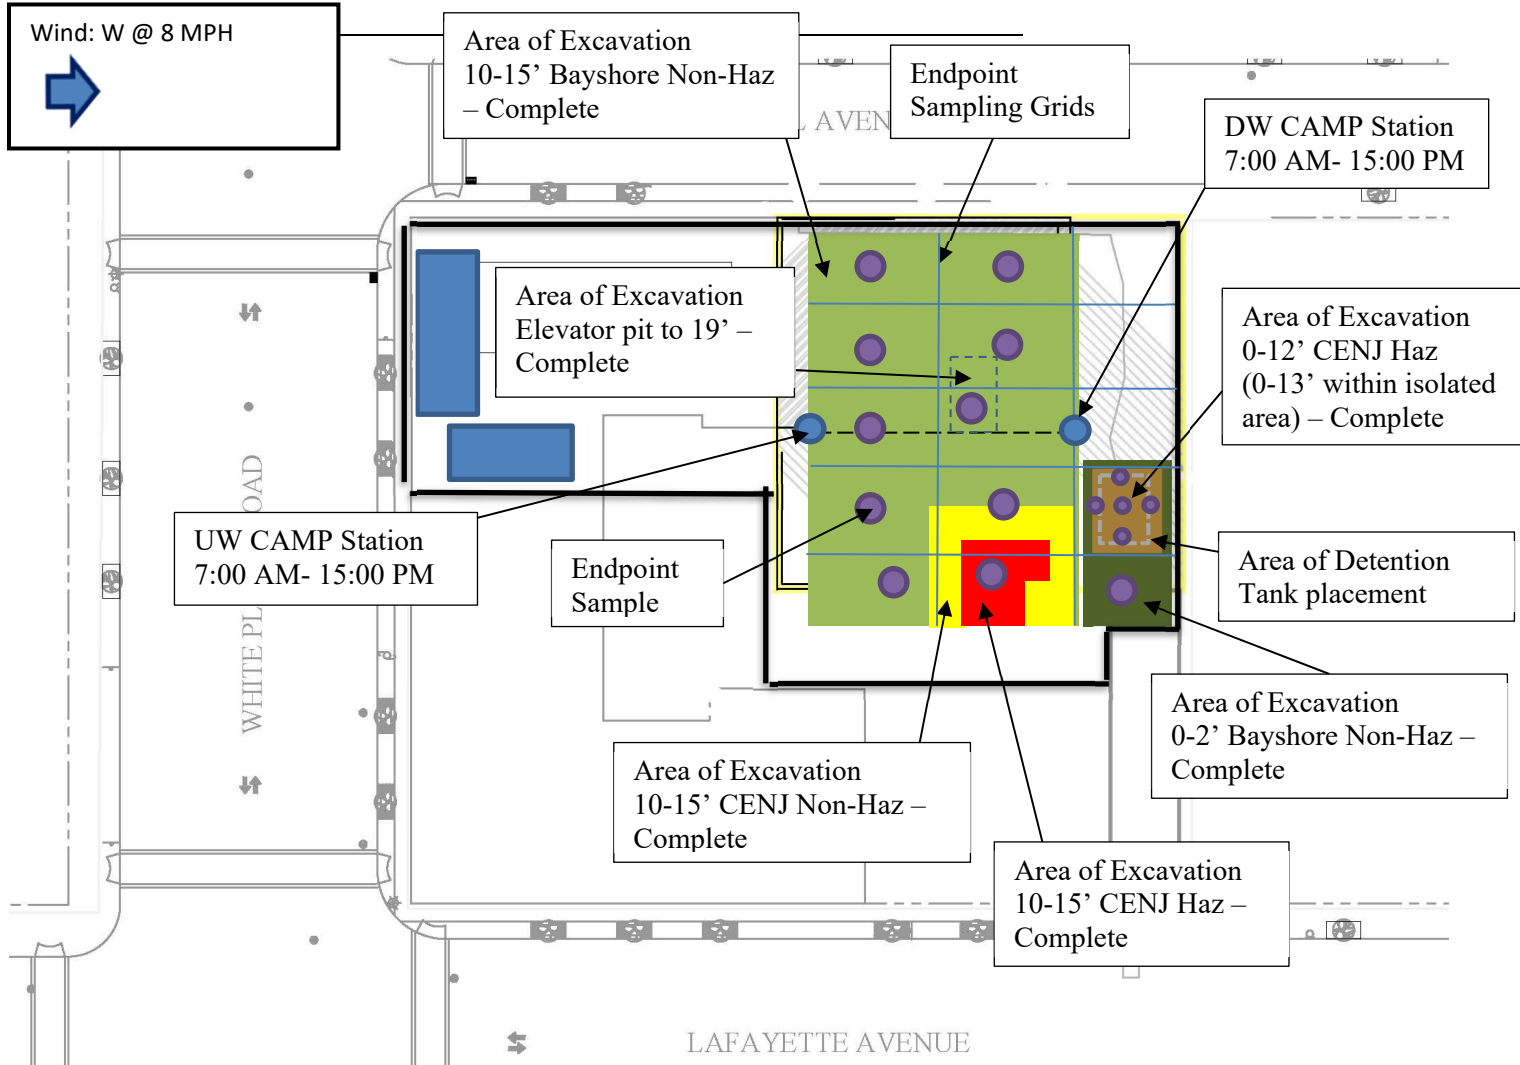 Wind: W @ 8 MPH
Area of Excavation
10-15’ Bayshore Non-Haz
– Complete
Endpoint
Sampling Grids
DW CAMP Station
7:00 AM- 15:00 PM
Area of Excavation
Elevator pit to 19’ –
Complete
Area of Excavation
0-12’ CENJ Haz
(0-13’ within isolated
area) – Complete
UW CAMP Station
7:00 AM- 15:00 PM
Endpoint
Sample
Area of Detention
Tank placement
Area of Excavation
0-2’ Bayshore Non-Haz –
Complete
Area of Excavation
10-15’ CENJ Non-Haz –
Complete
Area of Excavation
10-15’ CENJ Haz –
Complete
WHITE
LAFAYETTE AVENUE